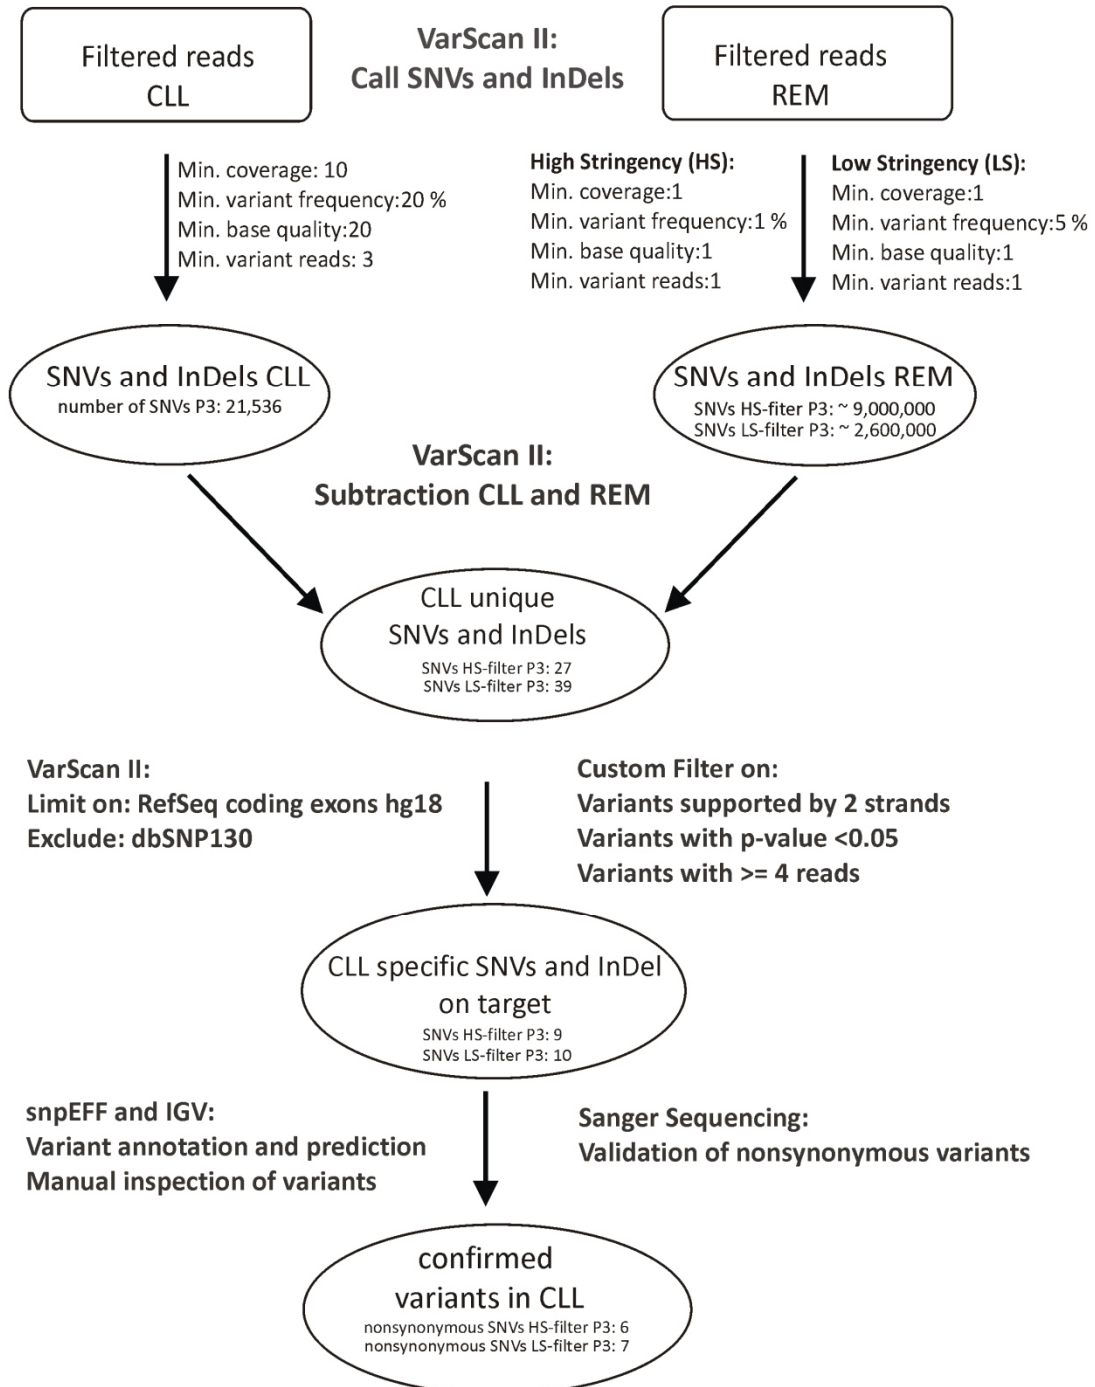 Filtered reads
CLL
VarScan II:
Call SNVs and InDels
Filtered reads
REM
Min. coverage: 10
Min. variant frequency:20 %
Min. base quality:20
Min. variant reads: 3
High Stringency (HS):
Min. coverage:1
Min. variant frequency:1 %
Min. base quality:1
Min. variant reads:1
Low Stringency (LS):
Min. coverage:1
Min. variant frequency:5 %
Min. base quality:1
Min. variant reads:1
SNVs and InDels CLL
number of SNVs P3: 21,536
SNVs and InDels REM
SNVs HS-fiter P3: ~ 9,000,000
SNVs LS-filter P3: ~ 2,600,000
VarScan II:
Subtraction CLL and REM
CLL unique
SNVs and InDels
SNVs HS-filter P3: 27
SNVs LS-filter P3: 39
VarScan II:
Limit on: RefSeq coding exons hg18
Exclude: dbSNP130
Custom Filter on:
Variants supported by 2 strands
Variants with p-value <0.05
Variants with >= 4 reads
CLL specific SNVs and InDel
on target
SNVs HS-filter P3: 9
SNVs LS-filter P3: 10
snpEFF and IGV:
Variant annotation and prediction
Manual inspection of variants
Sanger Sequencing:
Validation of nonsynonymous variants
confirmed
variants in CLL
nonsynonymous SNVs HS-filter P3: 6
nonsynonymous SNVs LS-filter P3: 7